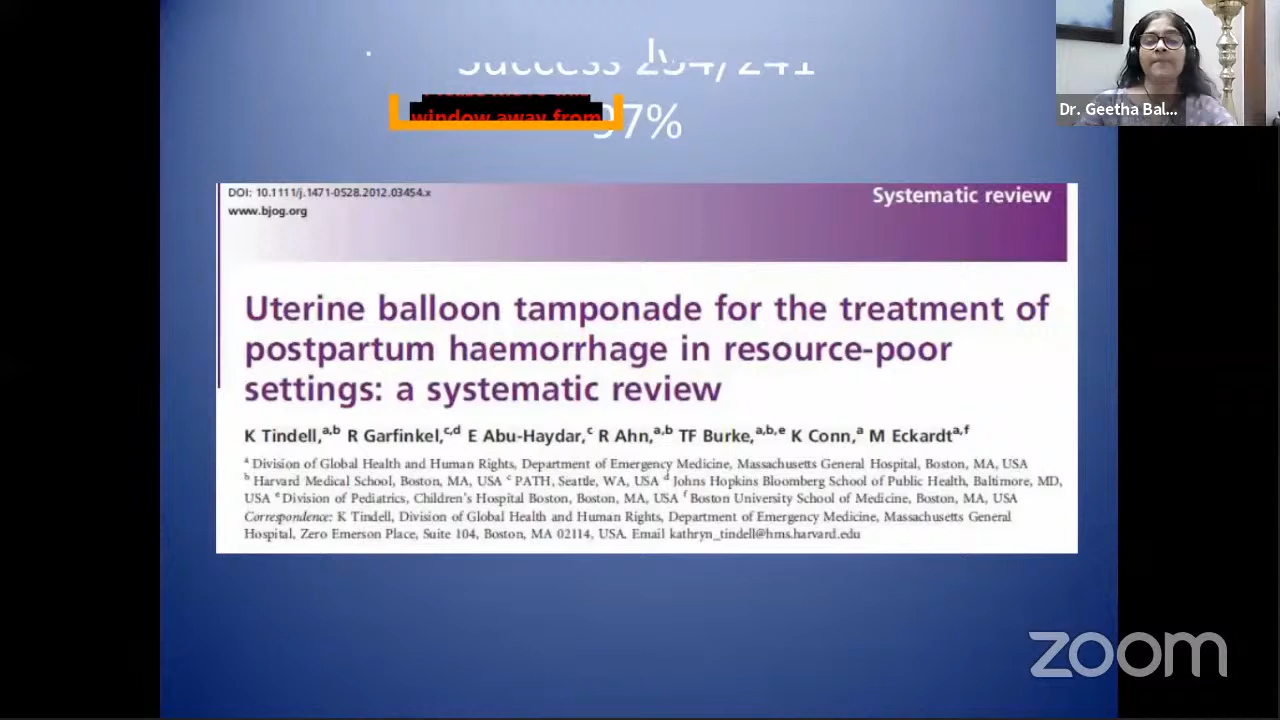 Success 234/241
97%
window away from
Dr. Geetha Bal...
DOI: 10.1111/j.1471-0528.2012.03454.x
www.bjog.org
Systematic review
Uterine balloon tamponade for the treatment of
postpartum haemorrhage in resource-poor
settings: a systematic review
K Tindell,a,b R Garfinkel,c,d E Abu-Haydar,c R Ahn,a,b TF Burke,a,b,e K Conn,a M Eckardta,f
a Division of Global Health and Human Rights, Department of Emergency Medicine, Massachusetts General Hospital, Boston, MA, USA
b Harvard Medical School, Boston, MA, USA c PATH, Seattle, WA, USA d Johns Hopkins Bloomberg School of Public Health, Baltimore, MD,
USA e Division of Pediatrics, Children's Hospital Boston, Boston, MA, USA f Boston University School of Medicine, Boston, MA, USA
Correspondence: K Tindell, Division of Global Health and Human Rights, Department of Emergency Medicine, Massachusetts General
Hospital, Zero Emerson Place, Suite 104, Boston, MA 02114, USA. Email kathryn_tindell@hms.harvard.edu
zoom